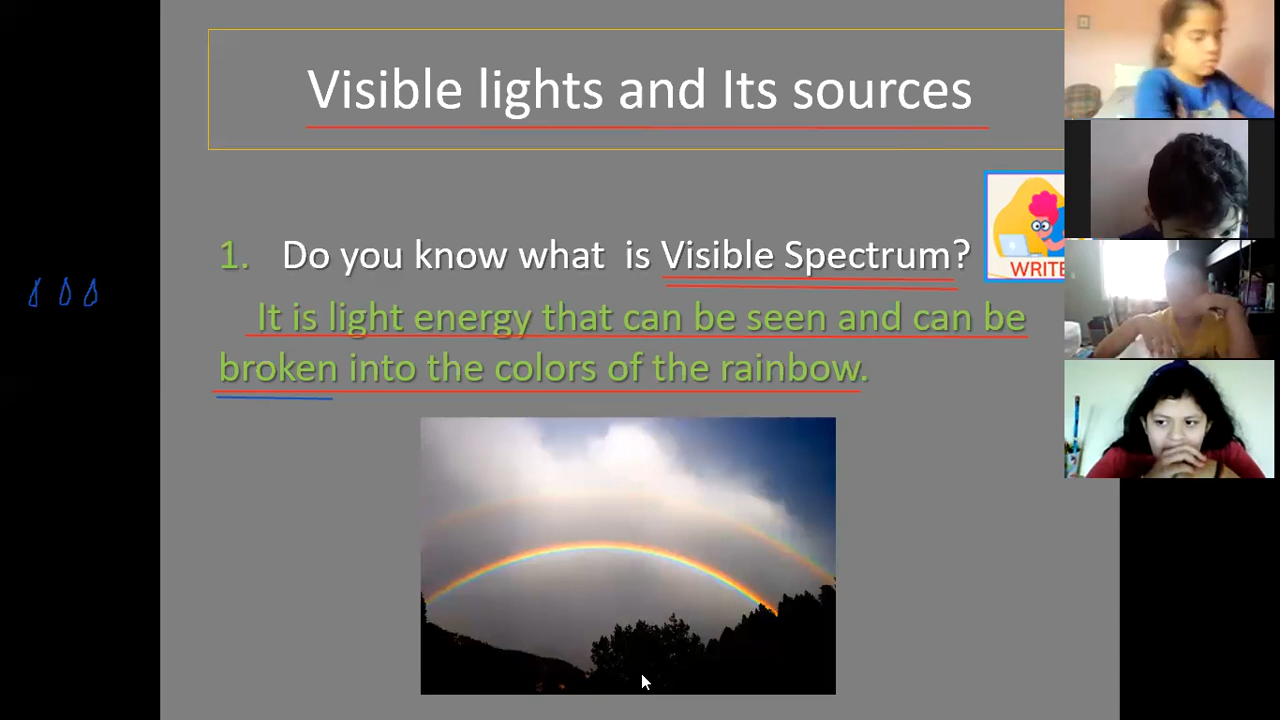 Visible lights and Its sources
1. Do you know what is Visible Spectrum?
WRITE
It is light energy that can be seen and can be
broken into the colors of the rainbow.